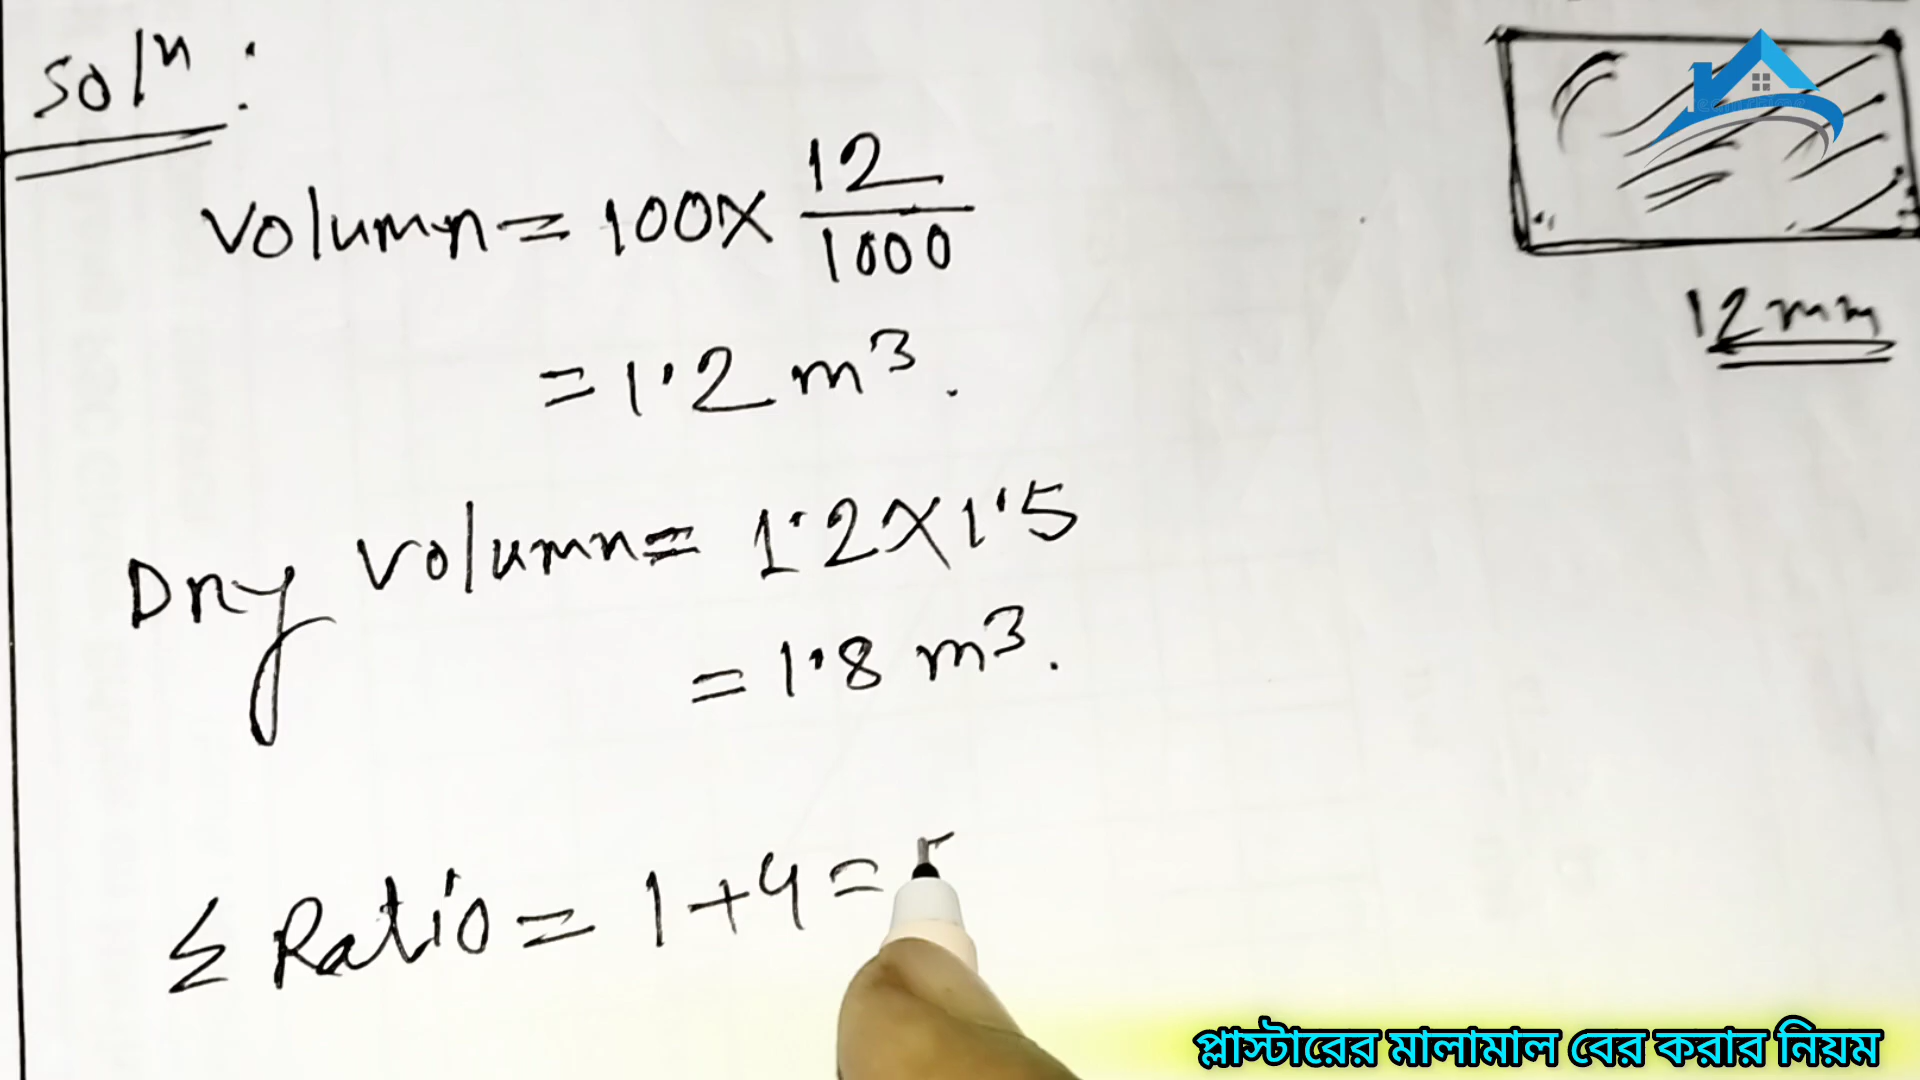 Solⁿ:
Volumn = 100 × 12/1000
= 1.2 m³.
12 mm
Dry Volumn = 1.2 × 1.5
= 1.8 m³.
Σ Ratio = 1 + 4 =
প্লাস্টারের মালামাল বের করার নিয়ম